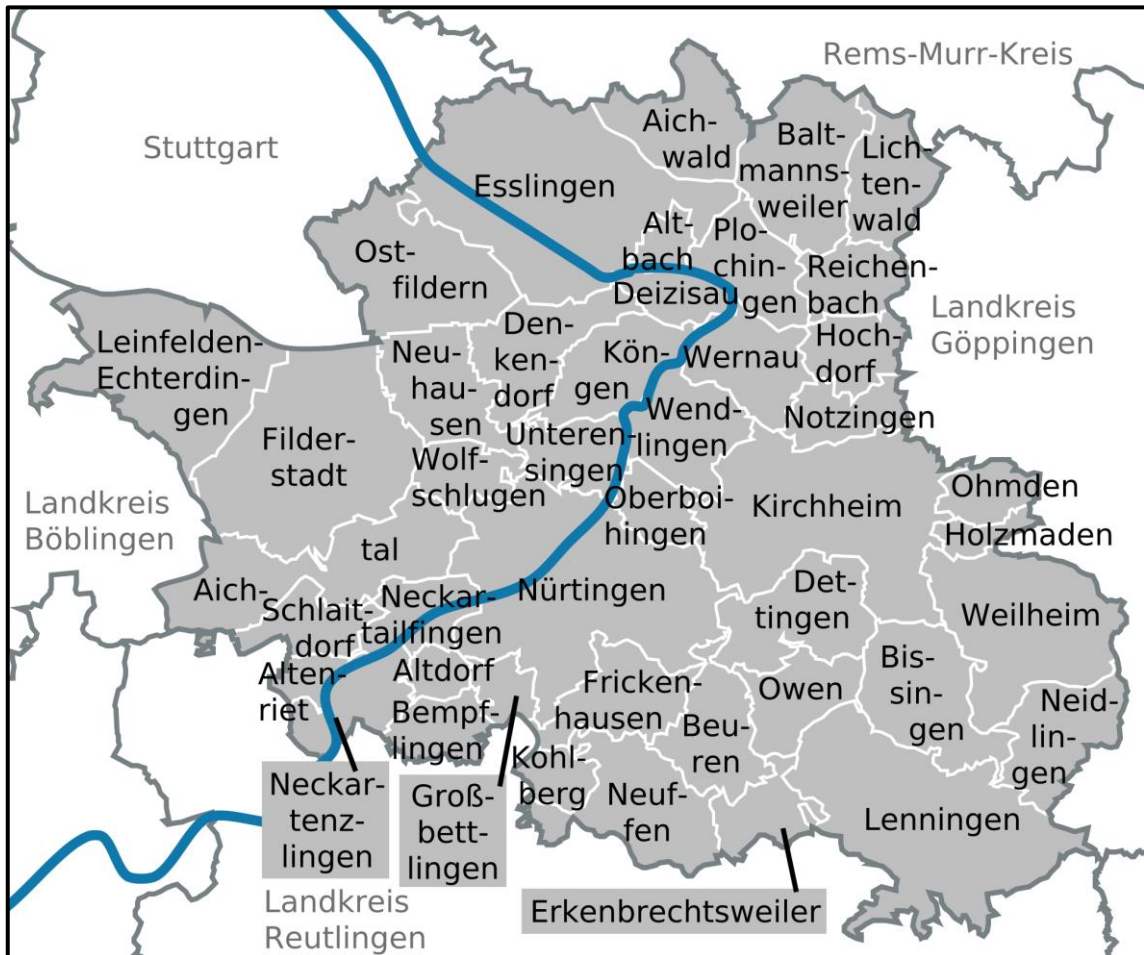 Rems-Murr-Kreis
Stuttgart
Aich-
wald
Balt-
manns-
weiler
Lich-
ten-
wald
Esslingen
Alt-
bach
Plo-
chin-
gen
Ost-
fildern
Deizisau
Reichen-
bach
Landkreis
Göppingen
Leinfelden-
Echterdin-
gen
Neu-
hau-
sen
Den-
ken-
dorf
Kön-
gen
Wernau
Hoch-
dorf
Notzingen
Filder-
stadt
Wolf-
schlugen
Unteren-
singen
Wend-
lingen
Oberboi-
hingen
Kirchheim
Ohmden
Holzmaden
Landkreis
Böblingen
Aich-
tal
Schlait-
dorf
Neckar-
tailfingen
Nürtingen
Det-
tingen
Weilheim
Alten-
riet
Altdorf
Bempf-
lingen
Fricken-
hausen
Owen
Bis-
sin-
gen
Neid-
lin-
gen
Beu-
ren
Kohl-
berg
Neuf-
fen
Lenningen
Neckar-
tenz-
lingen
Groß-
bett-
lingen
Erkenbrechtsweiler
Landkreis
Reutlingen